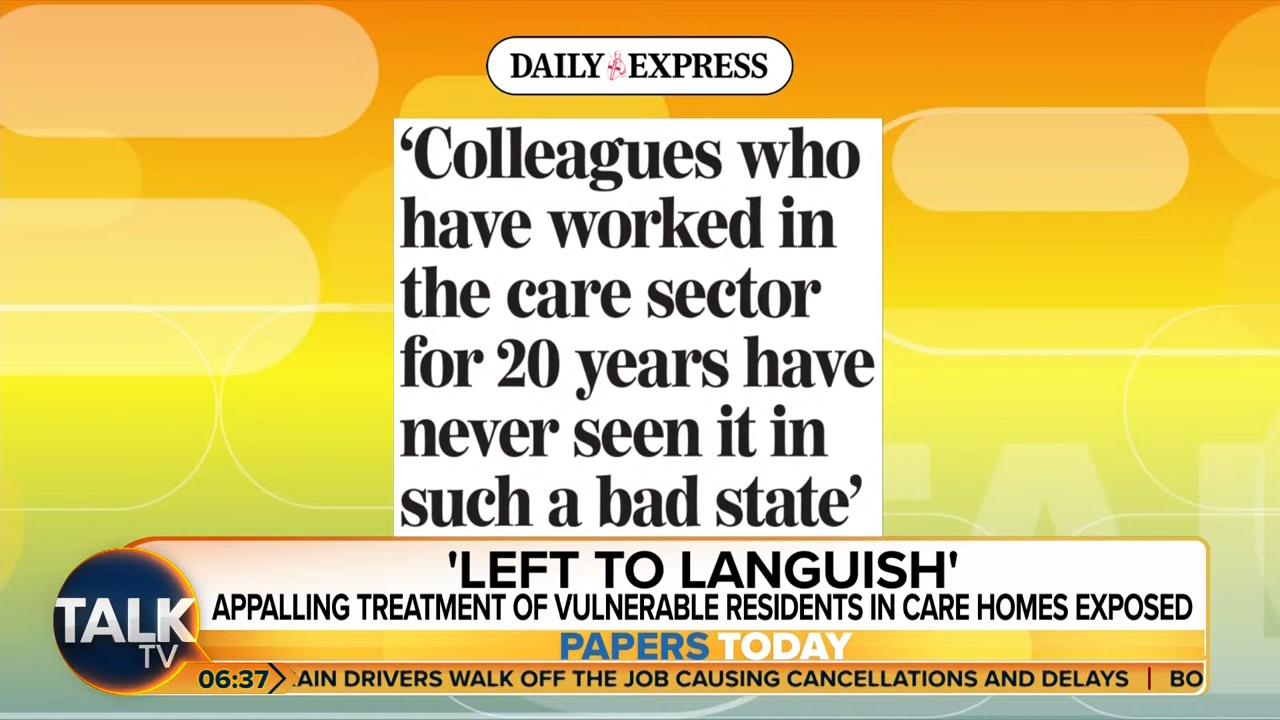 DAILY EXPRESS
‘Colleagues who
have worked in
the care sector
for 20 years have
never seen it in
such a bad state’
'LEFT TO LANGUISH'
APPALLING TREATMENT OF VULNERABLE RESIDENTS IN CARE HOMES EXPOSED
TALK
TV
PAPERS TODAY
06:37
AIN DRIVERS WALK OFF THE JOB CAUSING CANCELLATIONS AND DELAYS | BO